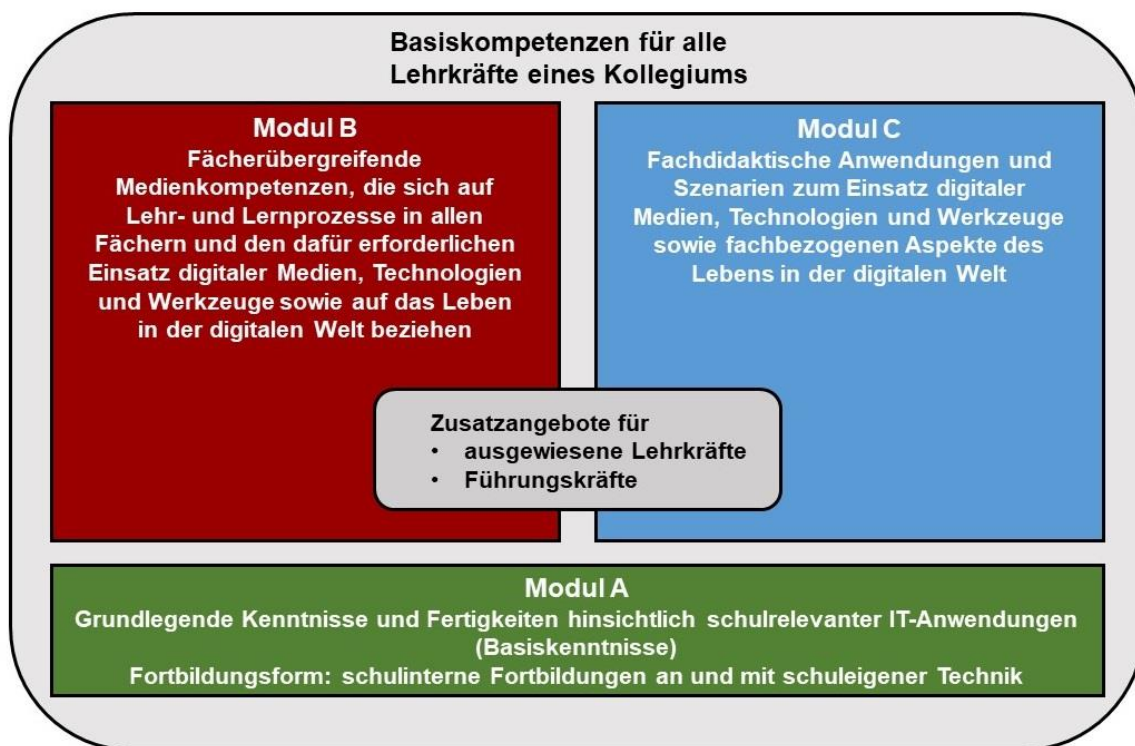 Basiskompetenzen für alle
Lehrkräfte eines Kollegiums
Modul B
Fächerübergreifende
Medienkompetenzen, die sich auf
Lehr- und Lernprozesse in allen
Fächern und den dafür erforderlichen
Einsatz digitaler Medien, Technologien
und Werkzeuge sowie auf das Leben
in der digitalen Welt beziehen
Modul C
Fachdidaktische Anwendungen und
Szenarien zum Einsatz digitaler
Medien, Technologien und Werkzeuge
sowie fachbezogenen Aspekte des
Lebens in der digitalen Welt
Zusatzangebote für
• ausgewiesene Lehrkräfte
• Führungskräfte
Modul A
Grundlegende Kenntnisse und Fertigkeiten hinsichtlich schulrelevanter IT-Anwendungen
(Basiskenntnisse)
Fortbildungsform: schulinterne Fortbildungen an und mit schuleigener Technik